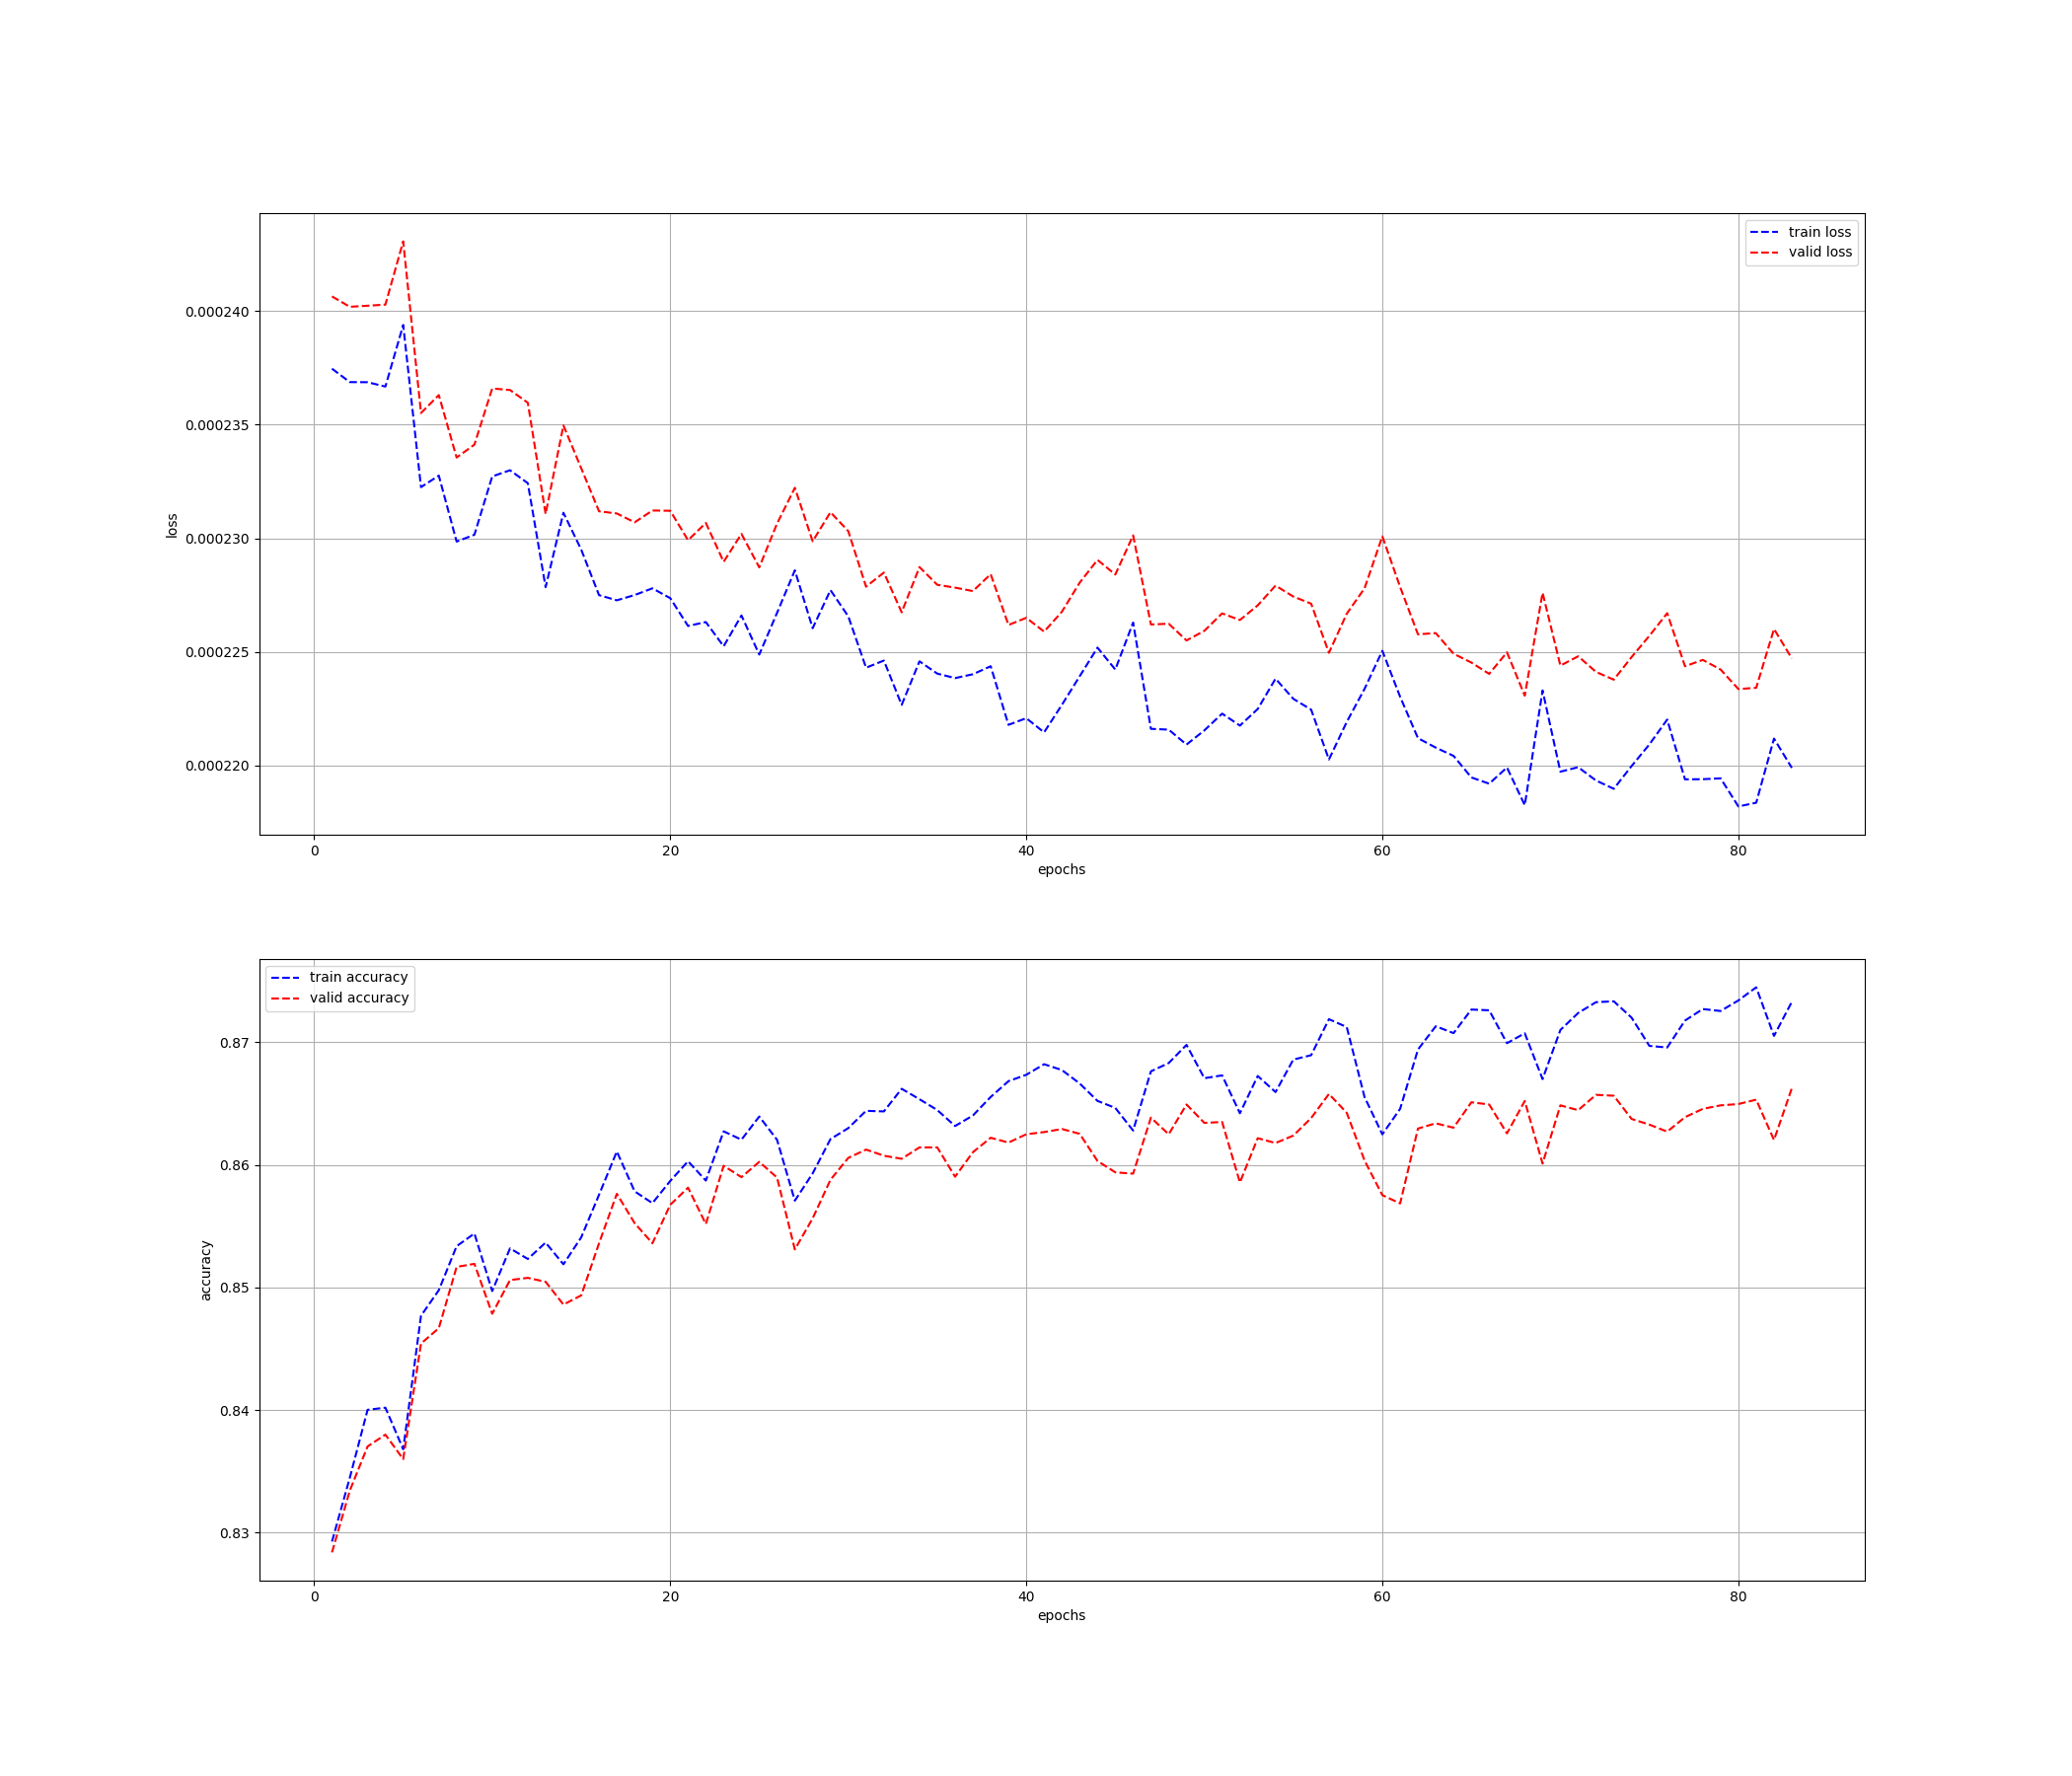 train loss
valid loss
0.000240
0.000235
0.000230
0.000225
0.000220
loss
0 20 40 60 80
epochs
train accuracy
valid accuracy
0.87
0.86
0.85
0.84
0.83
accuracy
0 20 40 60 80
epochs